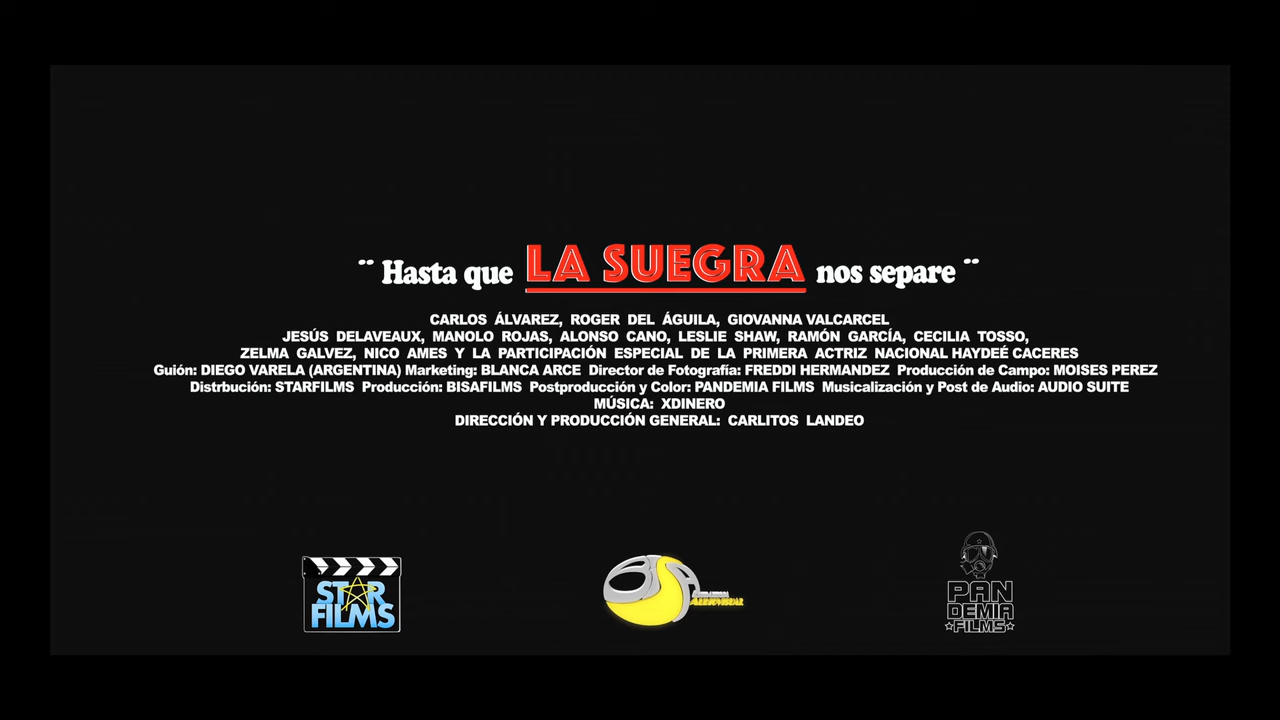 ¨ Hasta que LA SUEGRA nos separe ¨
CARLOS ÁLVAREZ, ROGER DEL ÁGUILA, GIOVANNA VALCARCEL
JESÚS DELAVEAUX, MANOLO ROJAS, ALONSO CANO, LESLIE SHAW, RAMÓN GARCÍA, CECILIA TOSSO,
ZELMA GALVEZ, NICO AMES Y LA PARTICIPACIÓN ESPECIAL DE LA PRIMERA ACTRIZ NACIONAL HAYDEÉ CACERES
Guión: DIEGO VARELA (ARGENTINA) Marketing: BLANCA ARCE Director de Fotografía: FREDDI HERMANDEZ Producción de Campo: MOISES PEREZ
Distrbución: STARFILMS Producción: BISAFILMS Postproducción y Color: PANDEMIA FILMS Musicalización y Post de Audio: AUDIO SUITE
MÚSICA: XDINERO
DIRECCIÓN Y PRODUCCIÓN GENERAL: CARLITOS LANDEO
STAR
FILMS
AUDIOVISUAL
PAN
DEMIA
FILMS